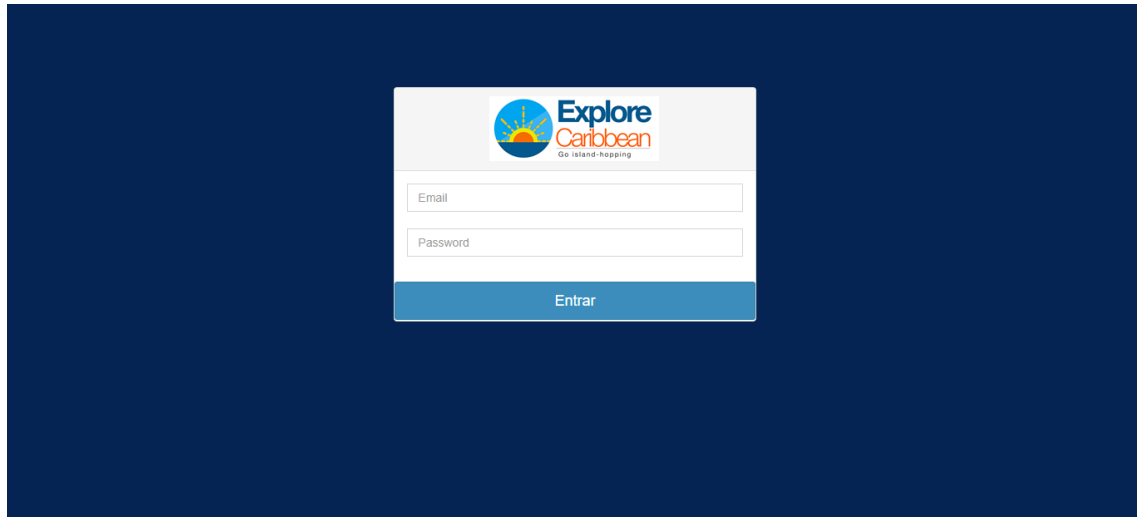 Explore
Caribbean
Go island-hopping
Email
Password
Entrar